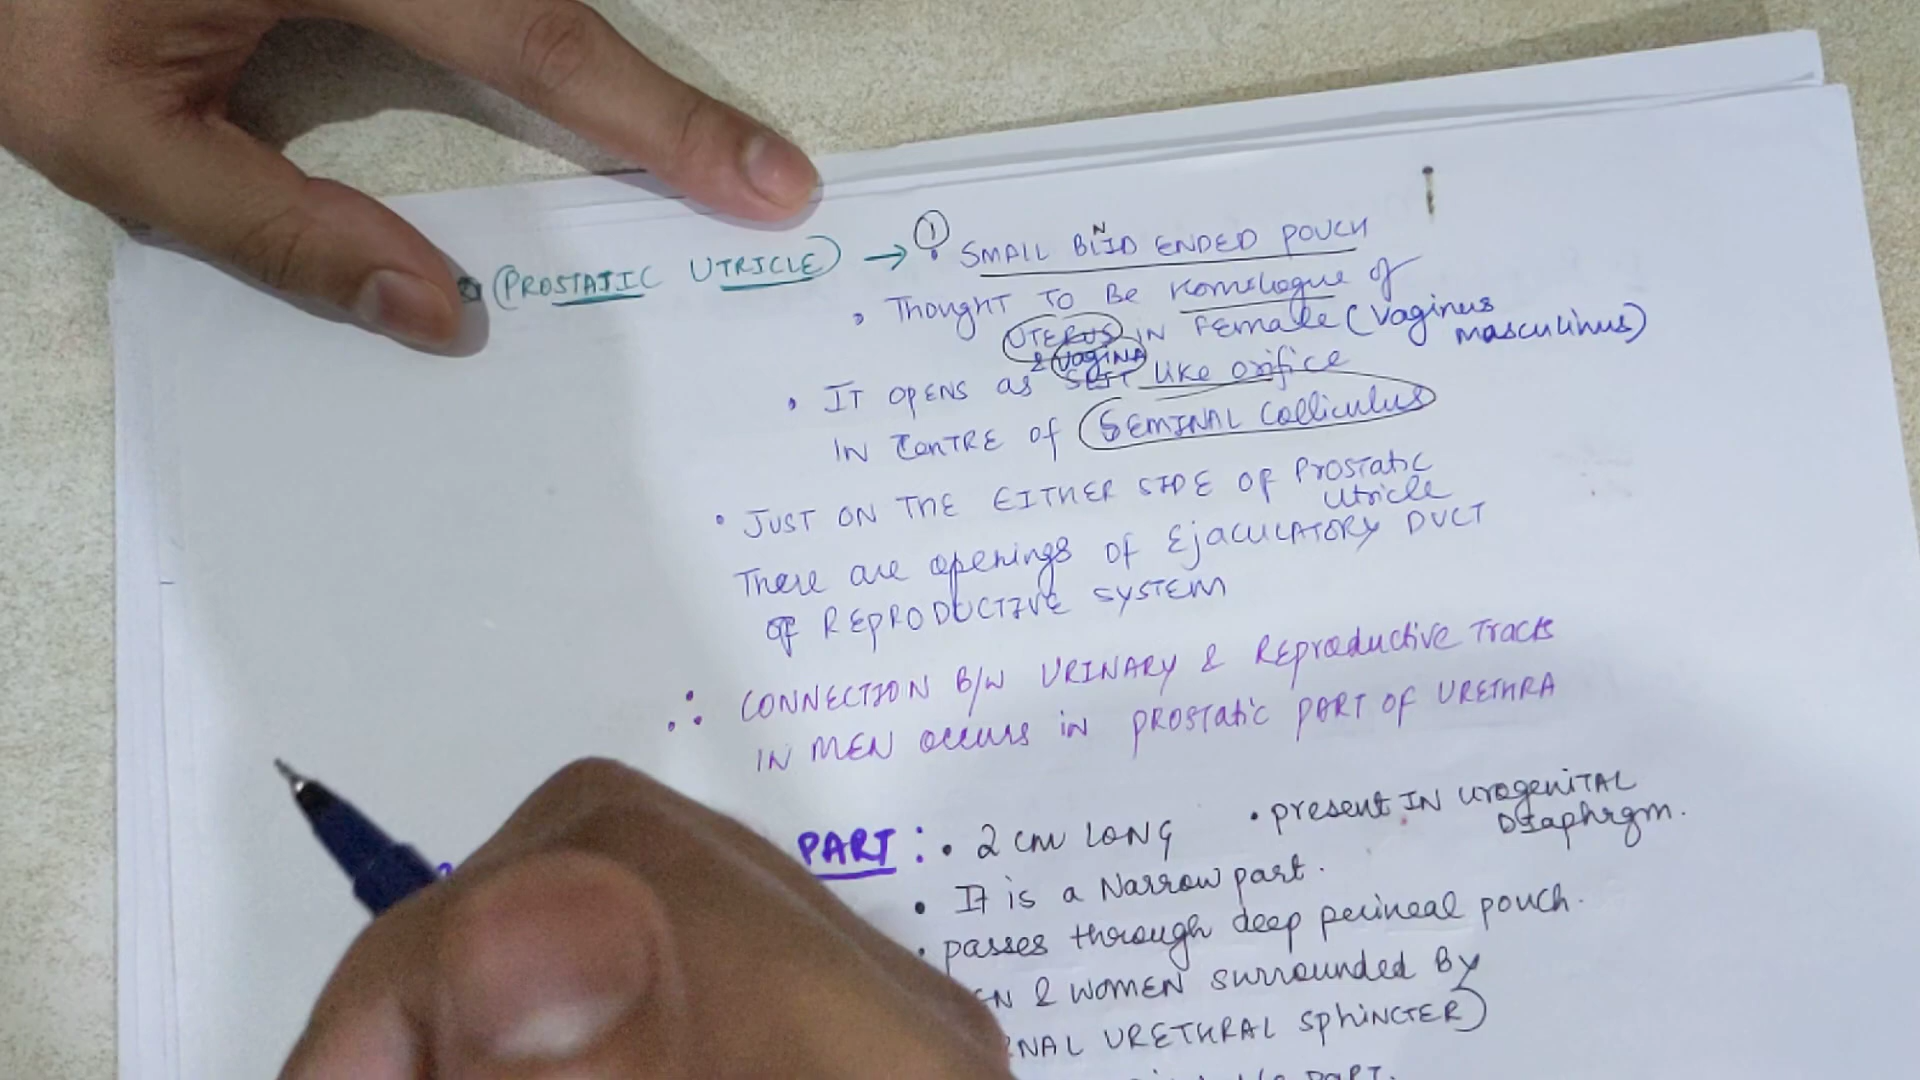 (PROSTATIC UTRICLE) → ① SMALL BLIND ENDED POUCH
• Thought TO BE Homologue of
UTERUS IN FEMALE (Vaginus
masculinus)
& Vagina
• IT OPENS as SLIT LIKE orifice
IN CENTRE OF SEMINAL Colliculus
• JUST ON THE EITHER SIDE OF Prostatic
Utricle
There are openings OF Ejaculatory DUCT
OF REPRODUCTIVE SYSTEM
∴ CONNECTION B/W URINARY & Reproductive Tracts
IN MEN occurs in PROSTATIC PART OF URETHRA
PART : • 2 cm LONG • present IN urogenital
Diaphrgm.
• It is a Narrow part.
• passes through deep perineal pouch.
EN & WOMEN surrounded By
RNAL URETHRAL SPHINCTER)
PART.